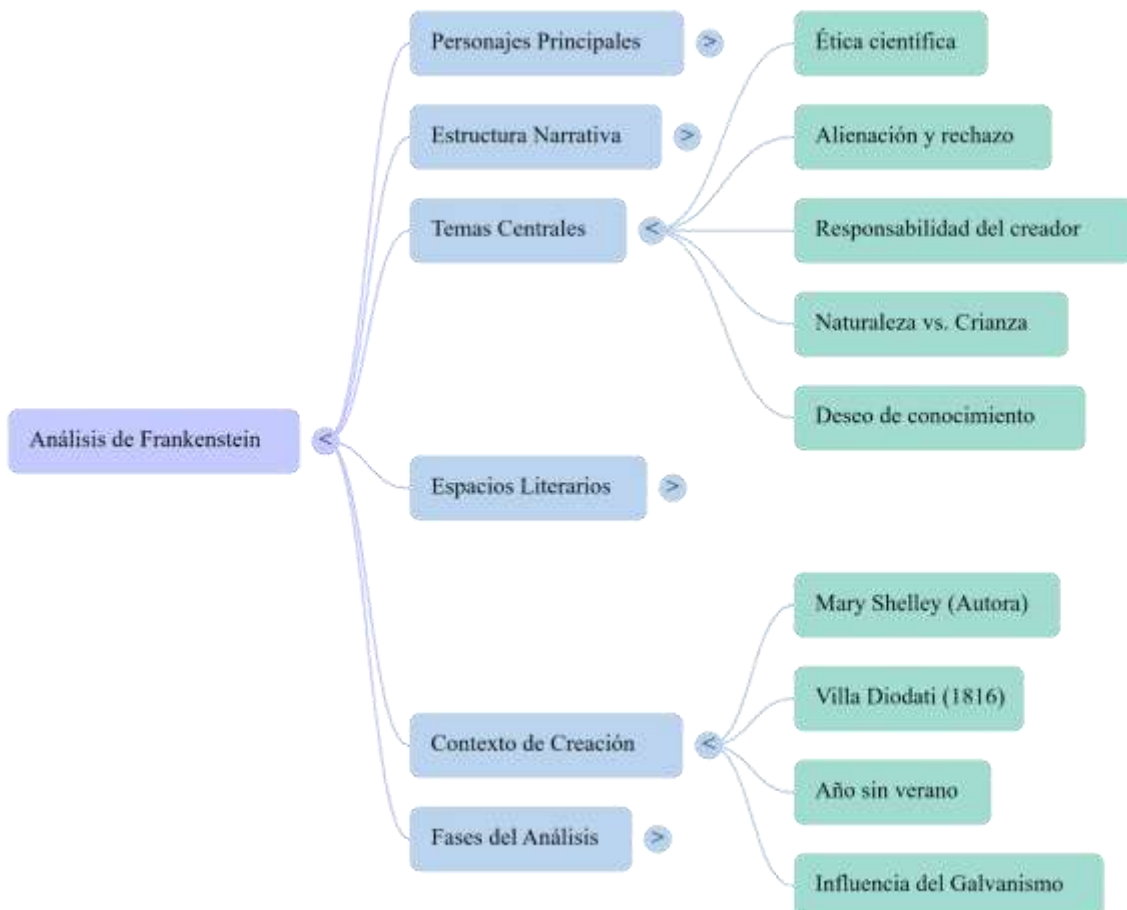 Personajes Principales
>
Ética científica
Estructura Narrativa
>
Alienación y rechazo
Temas Centrales
<
Responsabilidad del creador
Naturaleza vs. Crianza
Deseo de conocimiento
Análisis de Frankenstein
<
Espacios Literarios
>
Mary Shelley (Autora)
Villa Diodati (1816)
Contexto de Creación
<
Año sin verano
Fases del Análisis
>
Influencia del Galvanismo